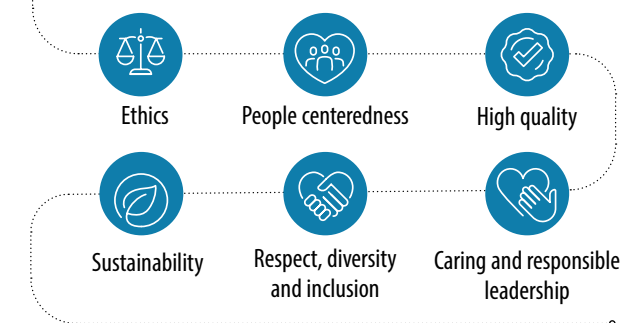 Ethics
People centeredness
High quality
Sustainability
Respect, diversity
and inclusion
Caring and responsible
leadership